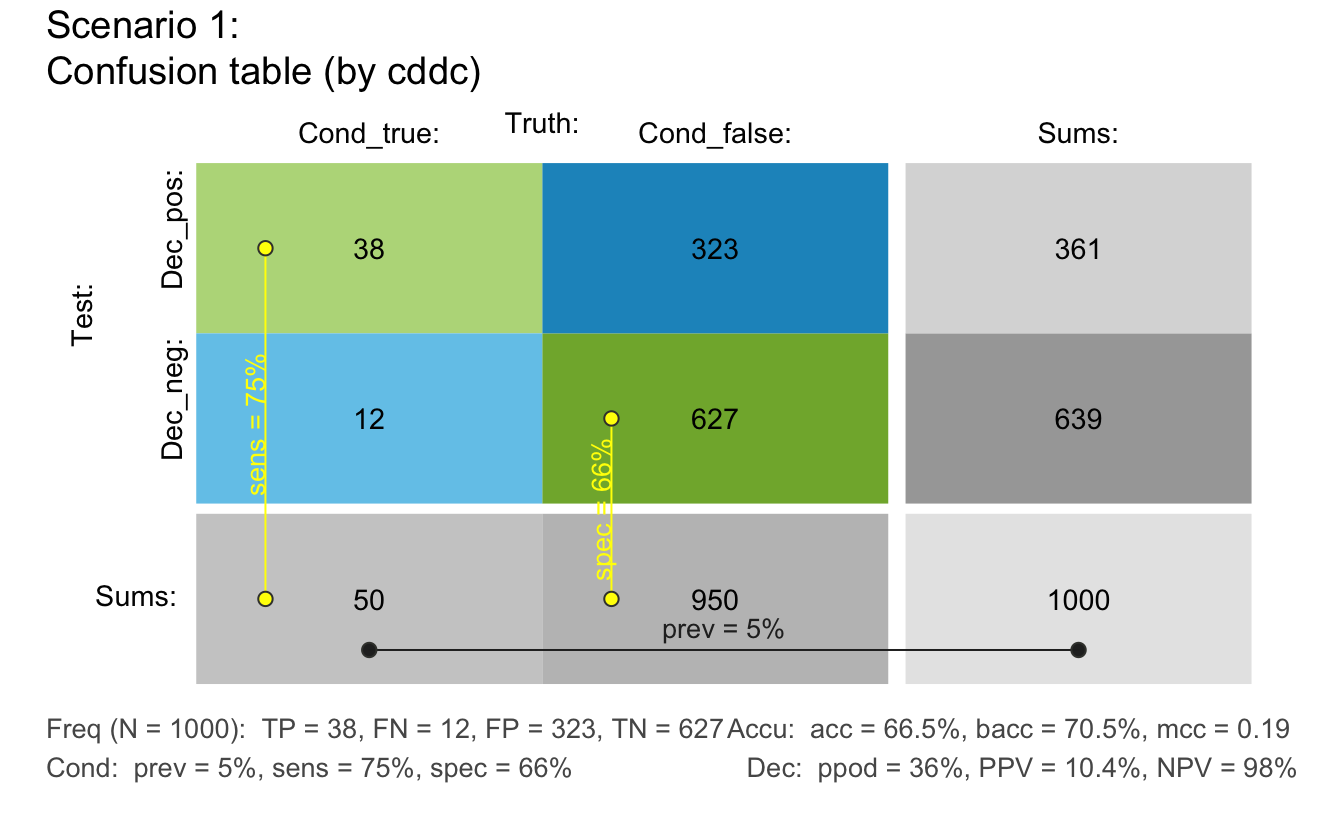 Scenario 1:
Confusion table (by cddc)
Truth:
Cond_true:
Cond_false:
Sums:
Test:
Dec_pos:
38
323
361
Dec_neg:
12
627
639
sens = 75%
spec = 66%
Sums:
50
950
1000
prev = 5%
Freq (N = 1000):  TP = 38, FN = 12, FP = 323, TN = 627
Accu:  acc = 66.5%, bacc = 70.5%, mcc = 0.19
Cond:  prev = 5%, sens = 75%, spec = 66%
Dec:  ppod = 36%, PPV = 10.4%, NPV = 98%